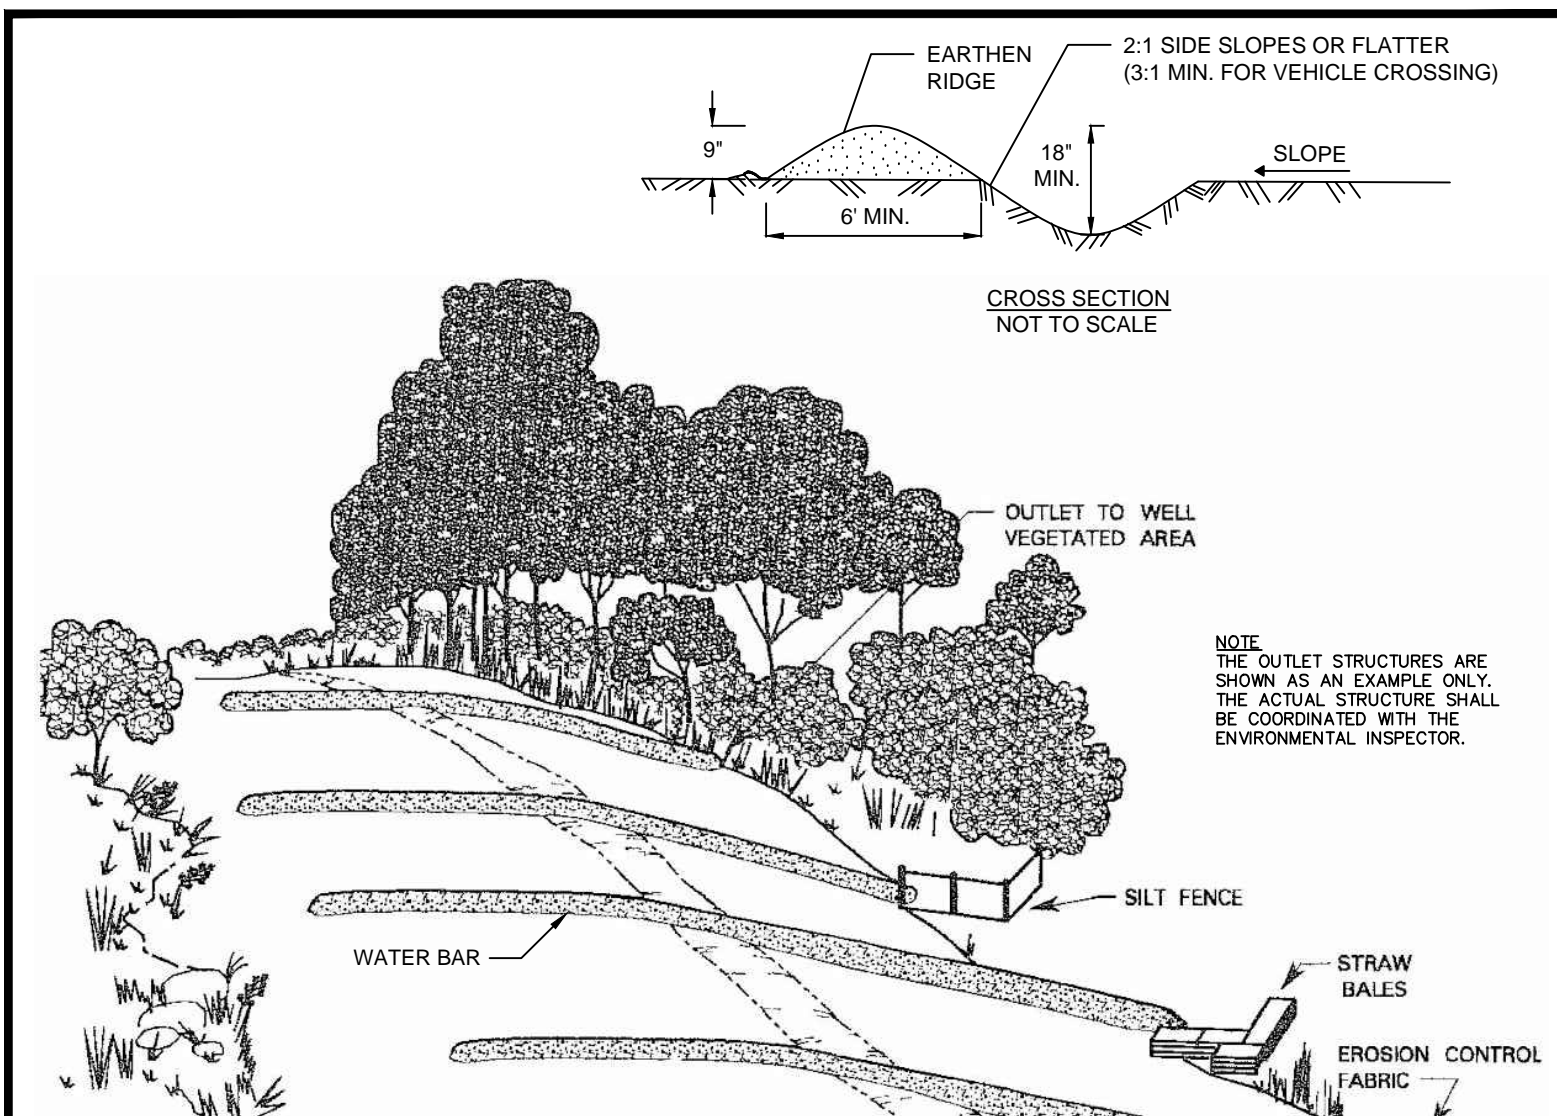 EARTHEN
RIDGE
2:1 SIDE SLOPES OR FLATTER
(3:1 MIN. FOR VEHICLE CROSSING)
9"
18"
MIN.
SLOPE
6' MIN.
CROSS SECTION
NOT TO SCALE
OUTLET TO WELL
VEGETATED AREA
NOTE
THE OUTLET STRUCTURES ARE
SHOWN AS AN EXAMPLE ONLY.
THE ACTUAL STRUCTURE SHALL
BE COORDINATED WITH THE
ENVIRONMENTAL INSPECTOR.
SILT FENCE
WATER BAR
STRAW
BALES
EROSION CONTROL
FABRIC